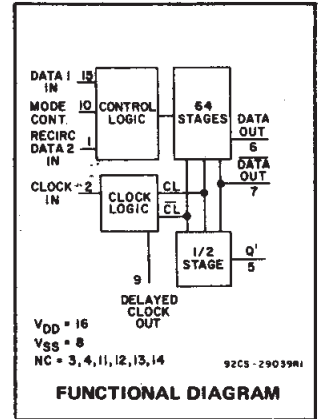 DATA 1 IN 15
MODE CONT. 10
RECIRC DATA 2 IN 1
CONTROL LOGIC
64 STAGES
DATA OUT 6
DATA OUT 7
CLOCK IN 2
CLOCK LOGIC
CL
CL
1/2 STAGE
Q' 5
9
DELAYED CLOCK OUT
VDD = 16
VSS = 8
NC = 3,4,11,12,13,14
92CS-29039R1
FUNCTIONAL DIAGRAM